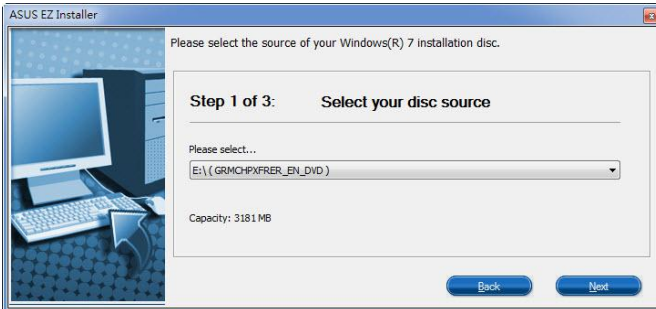 ASUS EZ Installer
Please select the source of your Windows(R) 7 installation disc.
Step 1 of 3: Select your disc source
Please select...
E:\ ( GRMCHPXFRER_EN_DVD )
Capacity: 3181 MB
Back Next